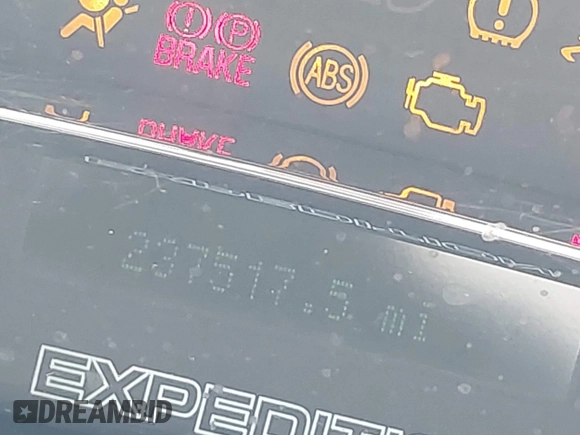 BRAKE
ABS
237517.5 mi
EXPEDITI
DREAMBID